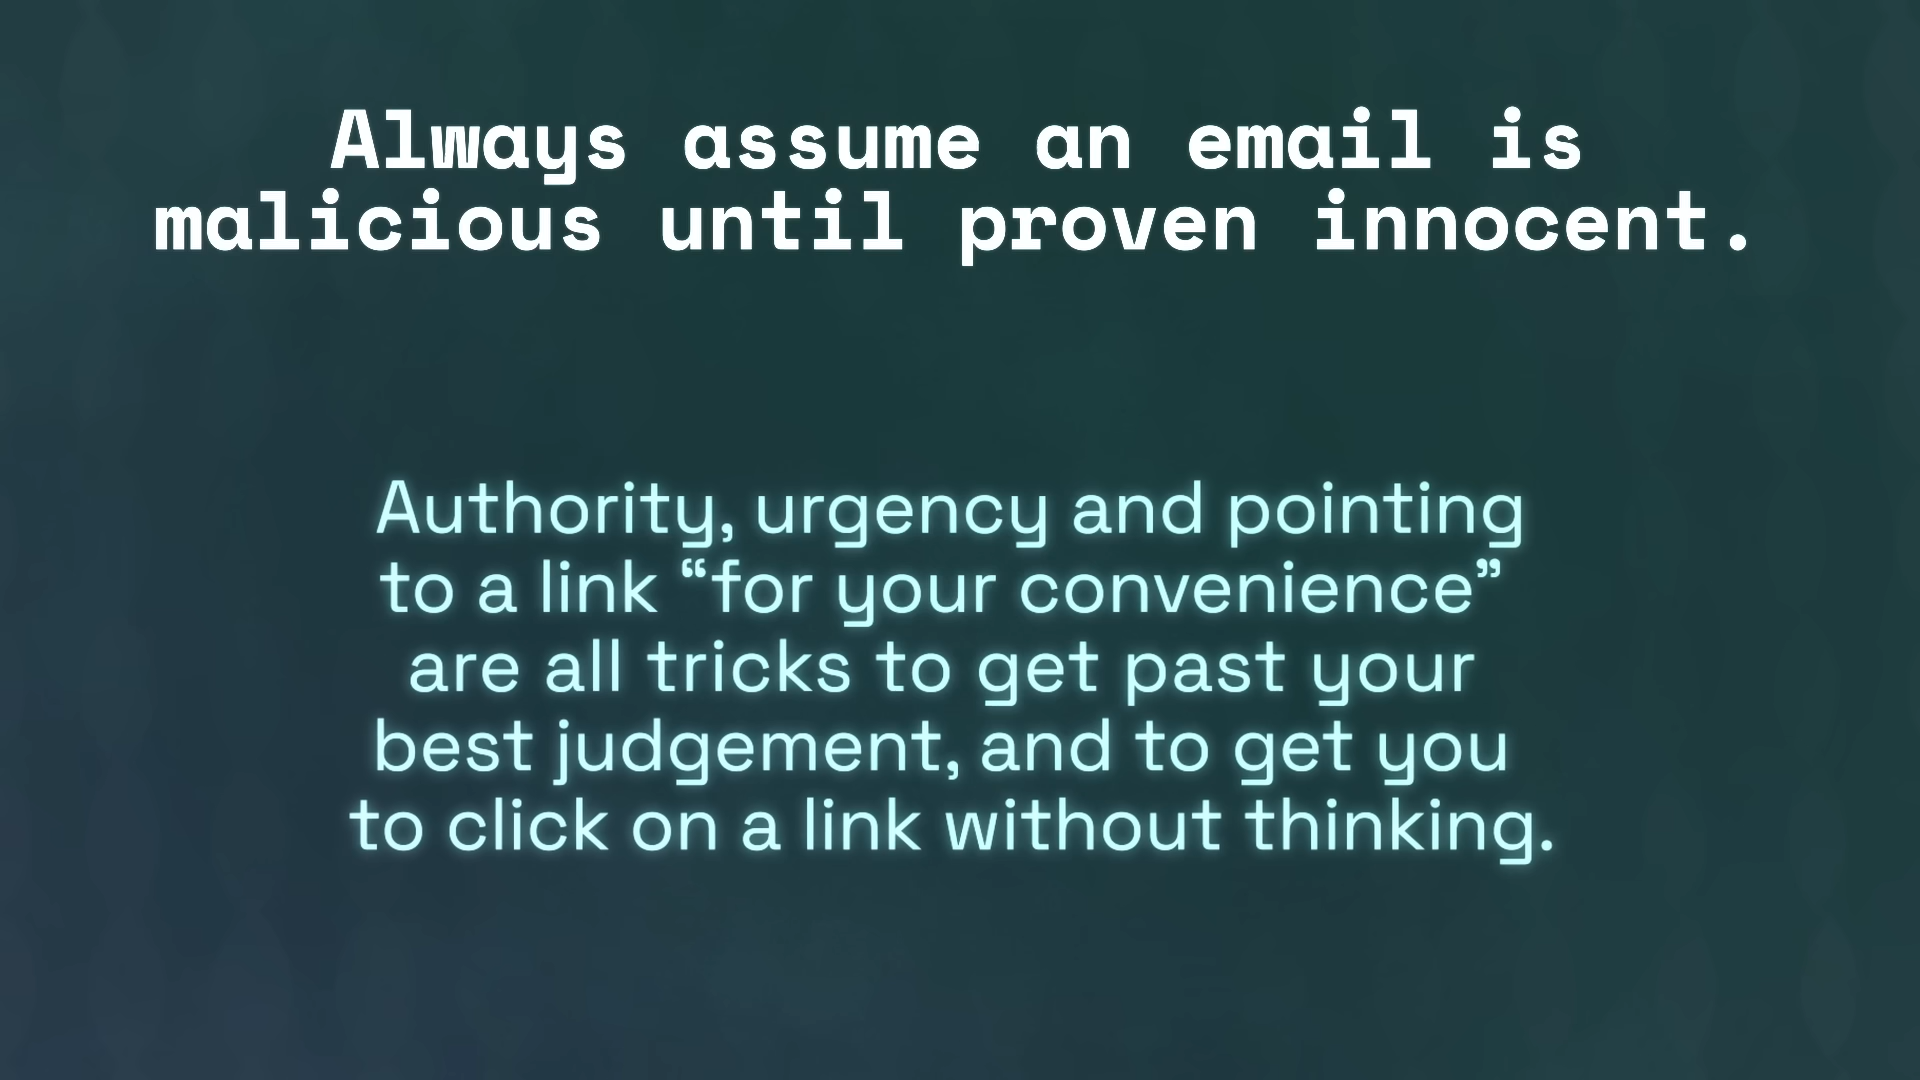 Always assume an email is
malicious until proven innocent.
Authority, urgency and pointing
to a link “for your convenience”
are all tricks to get past your
best judgement, and to get you
to click on a link without thinking.